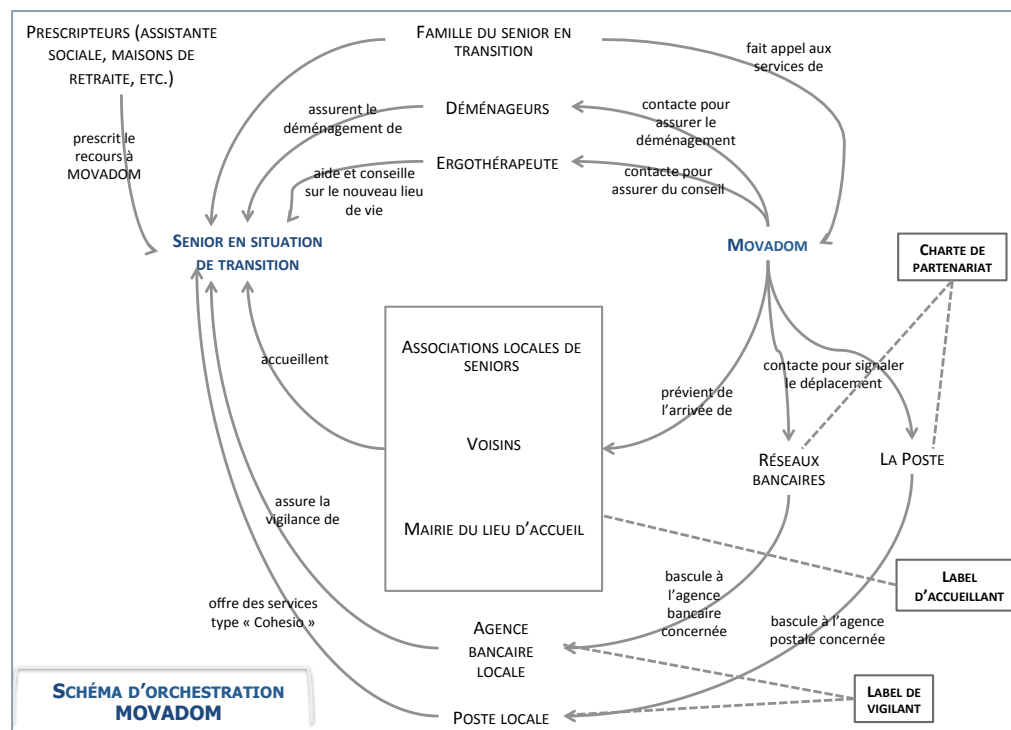 PRESCRIPTEURS (ASSISTANTE
SOCIALE, MAISONS DE
RETRAITE, ETC.)
FAMILLE DU SENIOR EN
TRANSITION
fait appel aux
services de
assurent le
déménagement de
DÉMÉNAGEURS
contacte pour
assurer le
déménagement
prescrit le
recours à
MOVADOM
aide et conseille
sur le nouveau lieu
de vie
ERGOTHÉRAPEUTE
contacte pour
assurer du conseil
SENIOR EN SITUATION
DE TRANSITION
MOVADOM
CHARTE DE
PARTENARIAT
accueillent
ASSOCIATIONS LOCALES DE
SENIORS
contacte pour signaler
le déplacement
prévient de
l'arrivée de
VOISINS
RÉSEAUX
BANCAIRES
LA POSTE
assure la
vigilance de
MAIRIE DU LIEU D'ACCUEIL
bascule à
l'agence
bancaire
concernée
LABEL
D'ACCUEILLANT
offre des services
type « Cohesio »
AGENCE
BANCAIRE
LOCALE
bascule à l'agence
postale concernée
SCHÉMA D'ORCHESTRATION
MOVADOM
POSTE LOCALE
LABEL DE
VIGILANT